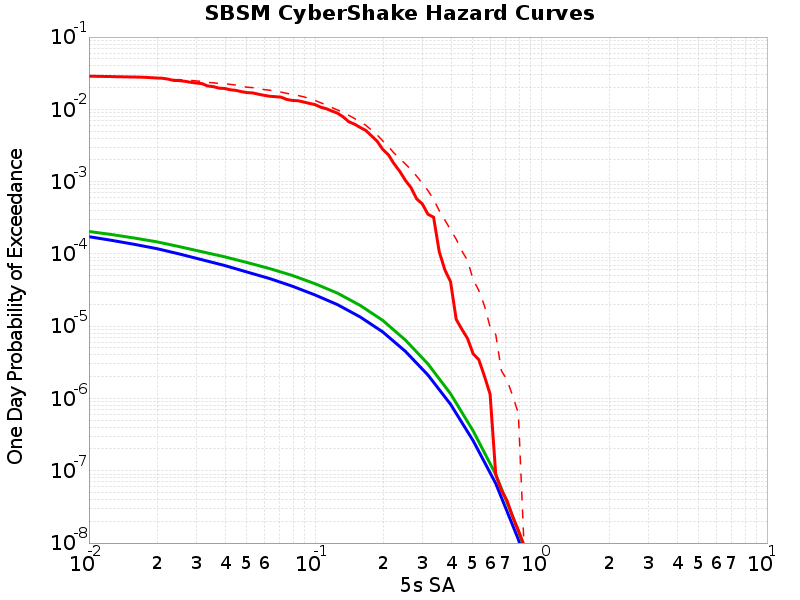 SBSM CyberShake Hazard Curves
One Day Probability of Exceedance
10-1
10-2
10-3
10-4
10-5
10-6
10-7
10-8
10-2 2 3 4 5 6 10-1 2 3 4 5 6 7 100 2 3 4 5 6 7 101
5s SA